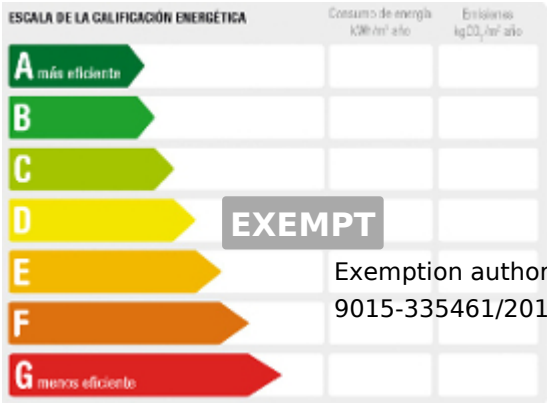 ESCALA DE LA CALIFICACIÓN ENERGÉTICA
Consumo de energía
kWh/m² año
Emisiones
kgCO₂/m² año
A más eficiente
B
C
D
EXEMPT
E
Exemption author
9015-335461/201
F
G menos eficiente